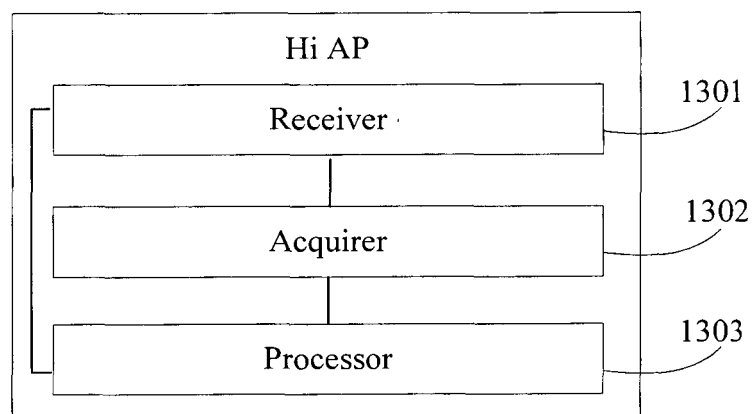 Hi AP
Receiver
1301
Acquirer
1302
Processor
1303